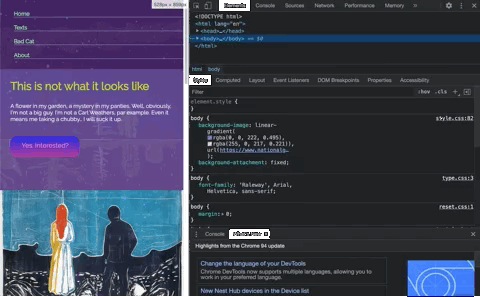 Home
Texts
Bad Cat
About
This is not what it looks like
A flower in my garden, a mystery in my panties. Well, obviously,
I'm not a big guy. I'm not a Carl Weathers, par example. Even it
means me taking a chubby.. I will suck it up.
Yes. Interested?
Console Sources Network Performance Memory
<!DOCTYPE html>
<html lang="en">
<head>…</head>
<body>…</body> == $0
</html>
html body
Computed Layout Event Listeners DOM Breakpoints Properties Accessibility
Filter :hov .cls +
element.style {
}
body { style.css:82
background-image: linear-
gradient(
rgba(0, 0, 222, 0.495),
rgba(255, 0, 217, 0.221)),
url(https://www.nationals…
);
background-attachment: fixed;
}
body { type.css:3
font-family: 'Raleway', Arial,
Helvetica, sans-serif;
}
body { reset.css:1
margin: 0;
}
Console
Highlights from the Chrome 84 update
Change the language of your DevTools
Chrome DevTools now supports multiple languages, allowing you to
work in your preferred language.
New Nest Hub devices in the Device list